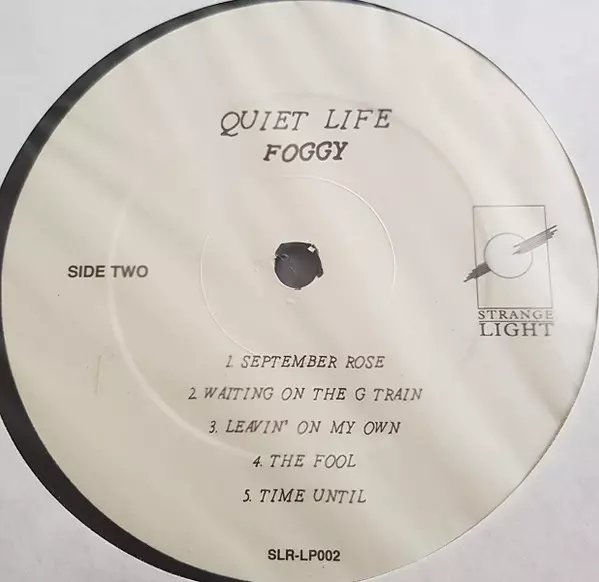 QUIET LIFE
FOGGY
SIDE TWO
STRANGE
LIGHT
1. SEPTEMBER ROSE
2. WAITING ON THE G TRAIN
3. LEAVIN' ON MY OWN
4. THE FOOL
5. TIME UNTIL
SLR-LP002